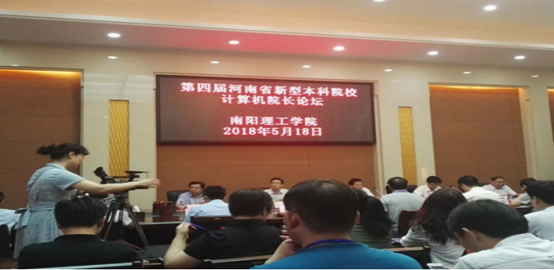 第四届河南省新型本科院校
计算机院长论坛
南阳理工学院
2018年5月18日